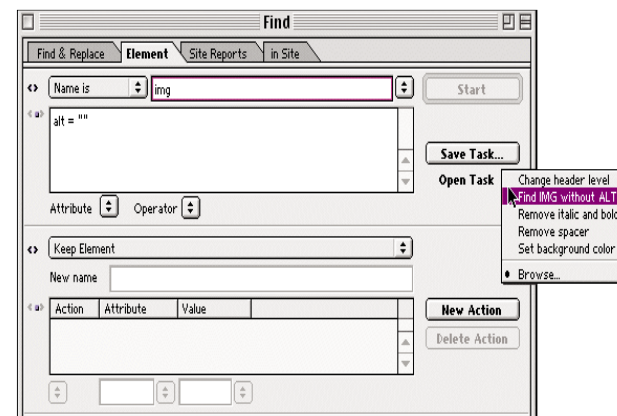 Find
Find & Replace Element Site Reports in Site
Name is img Start
alt = ""
Save Task...
Open Task
Change header level
Find IMG without ALT
Remove italic and bold
Remove spacer
Set background color
Browse...
Attribute Operator
Keep Element
New name
Action Attribute Value New Action
Delete Action